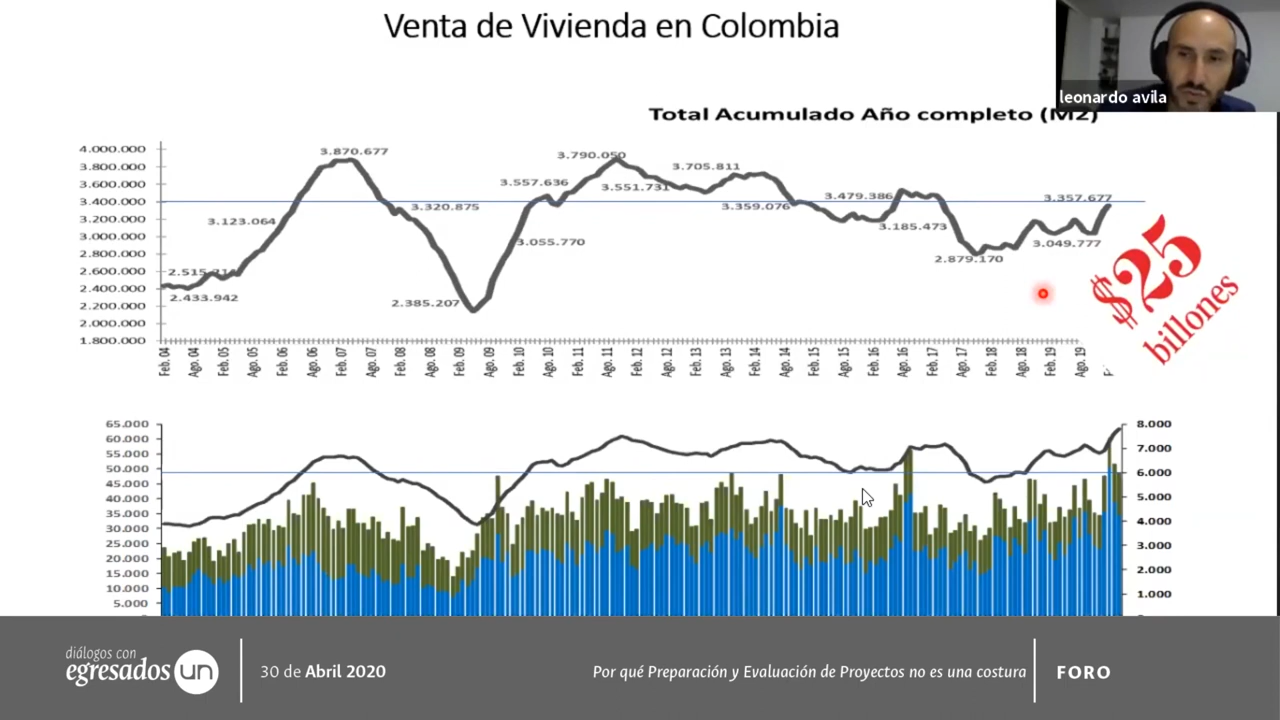 Venta de Vivienda en Colombia
leonardo avila
Total Acumulado Año completo (M2)
4.000.000
3.800.000
3.600.000
3.400.000
3.200.000
3.000.000
2.800.000
2.600.000
2.400.000
2.200.000
2.000.000
1.800.000
2.433.942
3.123.064
3.870.677
3.320.875
2.385.207
3.055.770
3.557.636
3.790.050
3.551.731
3.705.811
3.359.076
3.479.386
3.185.473
2.879.170
3.049.777
3.357.677
$25
billones
Feb. 04
Ago. 04
Feb. 05
Ago. 05
Feb. 06
Ago. 06
Feb. 07
Ago. 07
Feb. 08
Ago. 08
Feb. 09
Ago. 09
Feb. 10
Ago. 10
Feb. 11
Ago. 11
Feb. 12
Ago. 12
Feb. 13
Ago. 13
Feb. 14
Ago. 14
Feb. 15
Ago. 15
Feb. 16
Ago. 16
Feb. 17
Ago. 17
Feb. 18
Ago. 18
Feb. 19
Ago. 19
65.000
60.000
55.000
50.000
45.000
40.000
35.000
30.000
25.000
20.000
15.000
10.000
5.000
8.000
7.000
6.000
5.000
4.000
3.000
2.000
1.000
diálogos con
egresados un
30 de Abril 2020
Por qué Preparación y Evaluación de Proyectos no es una costura
FORO